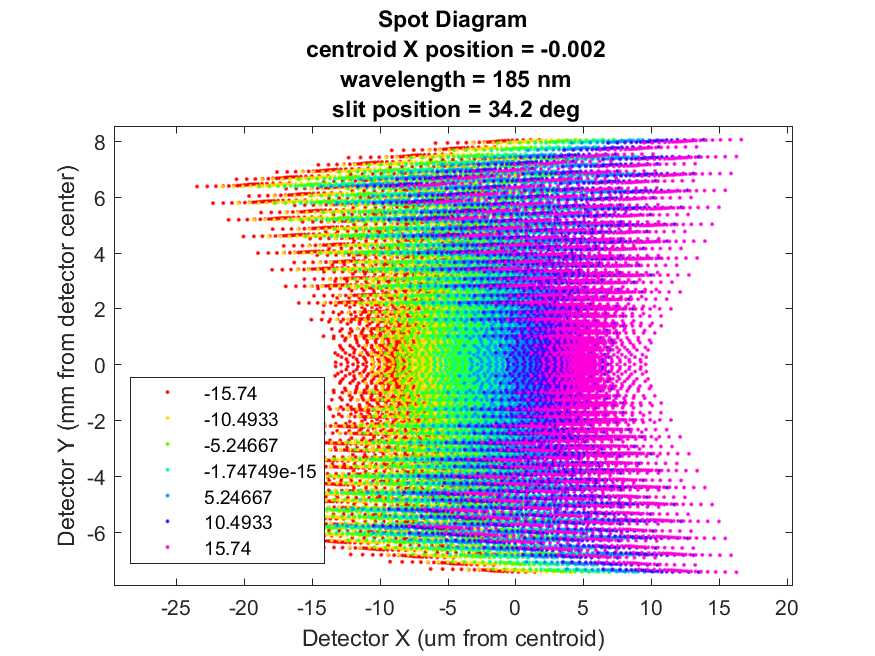 Spot Diagram
centroid X position = -0.002
wavelength = 185 nm
slit position = 34.2 deg
Detector Y (mm from detector center)
8
6
4
2
0
-2
-4
-6
-15.74
-10.4933
-5.24667
-1.74749e-15
5.24667
10.4933
15.74
-25 -20 -15 -10 -5 0 5 10 15 20
Detector X (um from centroid)